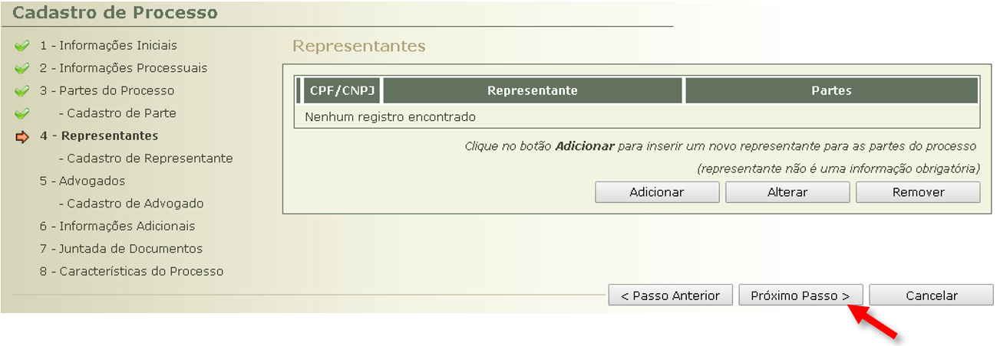 Cadastro de Processo
1 - Informações Iniciais
2 - Informações Processuais
3 - Partes do Processo
- Cadastro de Parte
4 - Representantes
- Cadastro de Representante
5 - Advogados
- Cadastro de Advogado
6 - Informações Adicionais
7 - Juntada de Documentos
8 - Características do Processo
Representantes
CPF/CNPJ Representante Partes
Nenhum registro encontrado
Clique no botão Adicionar para inserir um novo representante para as partes do processo
(representante não é uma informação obrigatória)
Adicionar Alterar Remover
< Passo Anterior Próximo Passo > Cancelar